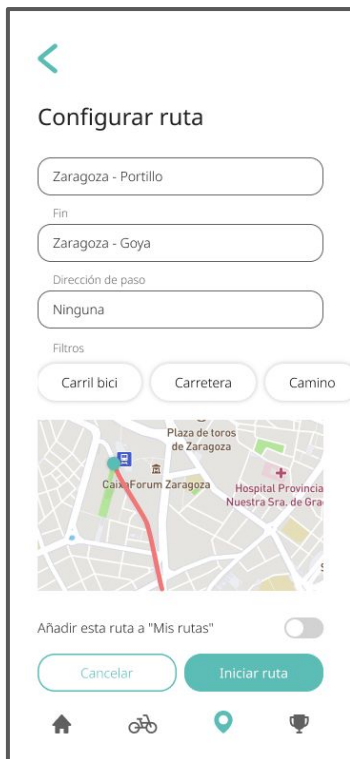 Configurar ruta
Zaragoza - Portillo
Fin
Zaragoza - Goya
Dirección de paso
Ninguna
Filtros
Carril bici
Carretera
Camino
Plaza de toros
de Zaragoza
CaixaForum Zaragoza
Hospital Provincia
Nuestra Sra. de Gra
Añadir esta ruta a "Mis rutas"
Cancelar
Iniciar ruta